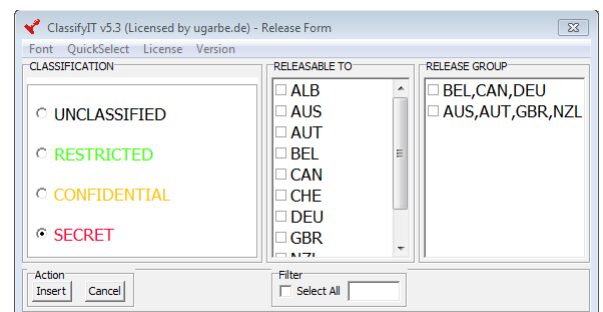 ClassifyIT v5.3 (Licensed by ugarbe.de) - Release Form
Font QuickSelect License Version
CLASSIFICATION
UNCLASSIFIED
RESTRICTED
CONFIDENTIAL
SECRET
RELEASABLE TO
ALB
AUS
AUT
BEL
CAN
CHE
DEU
GBR
RELEASE GROUP
BEL,CAN,DEU
AUS,AUT,GBR,NZL
Action
Insert Cancel
Filter
Select All